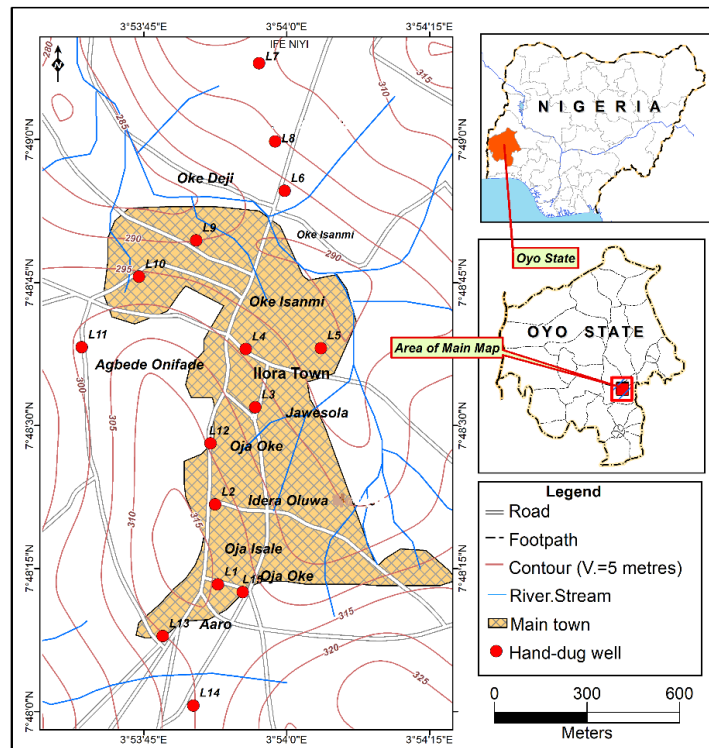 3°53'45"E
3°54'0"E
3°54'15"E
IFE NIYI
L7
280
315
310
305
285
L8
7°49'0"N
7°49'0"N
Oke Deji
L6
Oke Isanmi
L9
290
290
295
L10
7°48'45"N
7°48'45"N
Oke Isanmi
L11
L4
L5
Agbede Onifade
Ilora Town
300
L3
Jawesola
305
7°48'30"N
7°48'30"N
L12
Oja Oke
L2
Idera Oluwa
310
315
Oja Isale
7°48'15"N
7°48'15"N
L1
L15
Oja Oke
315
Aaro
L13
320
325
L14
7°48'0"N
7°48'0"N
3°53'45"E
3°54'0"E
3°54'15"E
N
NIGERIA
Oyo State
OYO STATE
Area of Main Map
Legend
Road
Footpath
Contour (V.=5 metres)
River.Stream
Main town
Hand-dug well
0 300 600
Meters